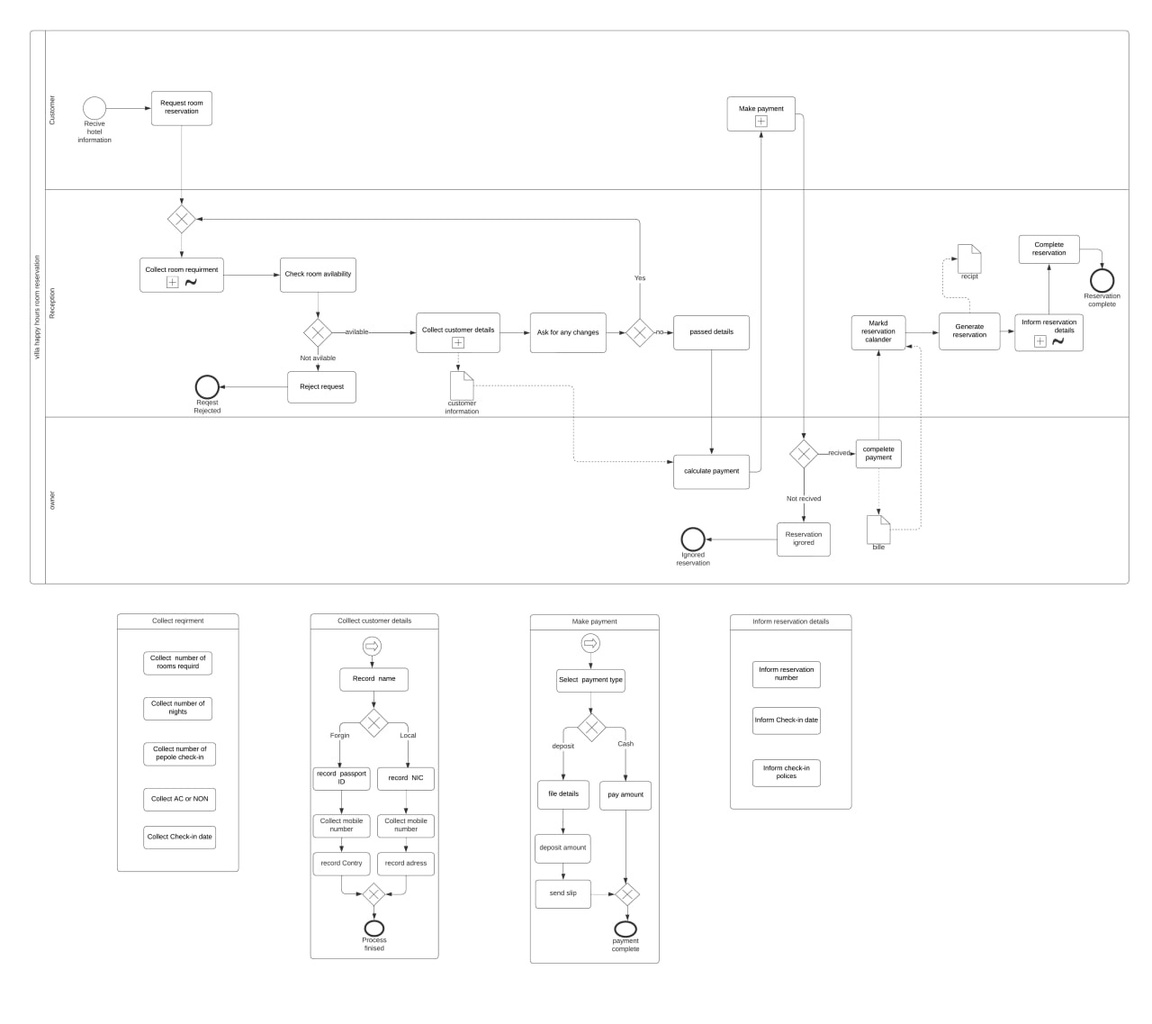 villa happy hours room reservation
Customer
Recive
hotel
information
Request room
reservation
Make payment
Reception
Collect room requirment
Check room avilability
avilable
Not avilable
Reject request
Reqest
Rejected
Collect customer details
customer
information
Ask for any changes
Yes
no
passed details
Markd
reservation
calander
recipt
Generate
reservation
Inform reservation
details
Complete
reservation
Reservation
complete
owner
calculate payment
recived
Not recived
compelete
payment
bille
Reservation
igrored
Ignored
reservation
Collect reqirment
Collect number of
rooms requird
Collect number of
nights
Collect number of
pepole check-in
Collect AC or NON
Collect Check-in date
Colllect customer details
Record name
Forgin
Local
record passport
ID
record NIC
Collect mobile
number
Collect mobile
number
record Contry
record adress
Process
finised
Make payment
Select payment type
deposit
Cash
file details
pay amount
deposit amount
send slip
payment
complete
Inform reservation details
Inform reservation
number
Inform Check-in date
Inform check-in
polices